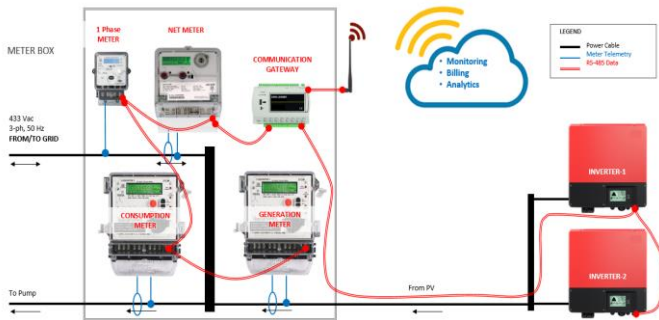 1 Phase
METER
NET METER
METER BOX
COMMUNICATION
GATEWAY
Monitoring
Billing
Analytics
LEGEND
Power Cable
Meter Telemetry
RS-485 Data
433 Vac
3-ph, 50 Hz
FROM/TO GRID
INVERTER-1
CONSUMPTION
METER
GENERATION
METER
INVERTER-2
To Pump
From PV